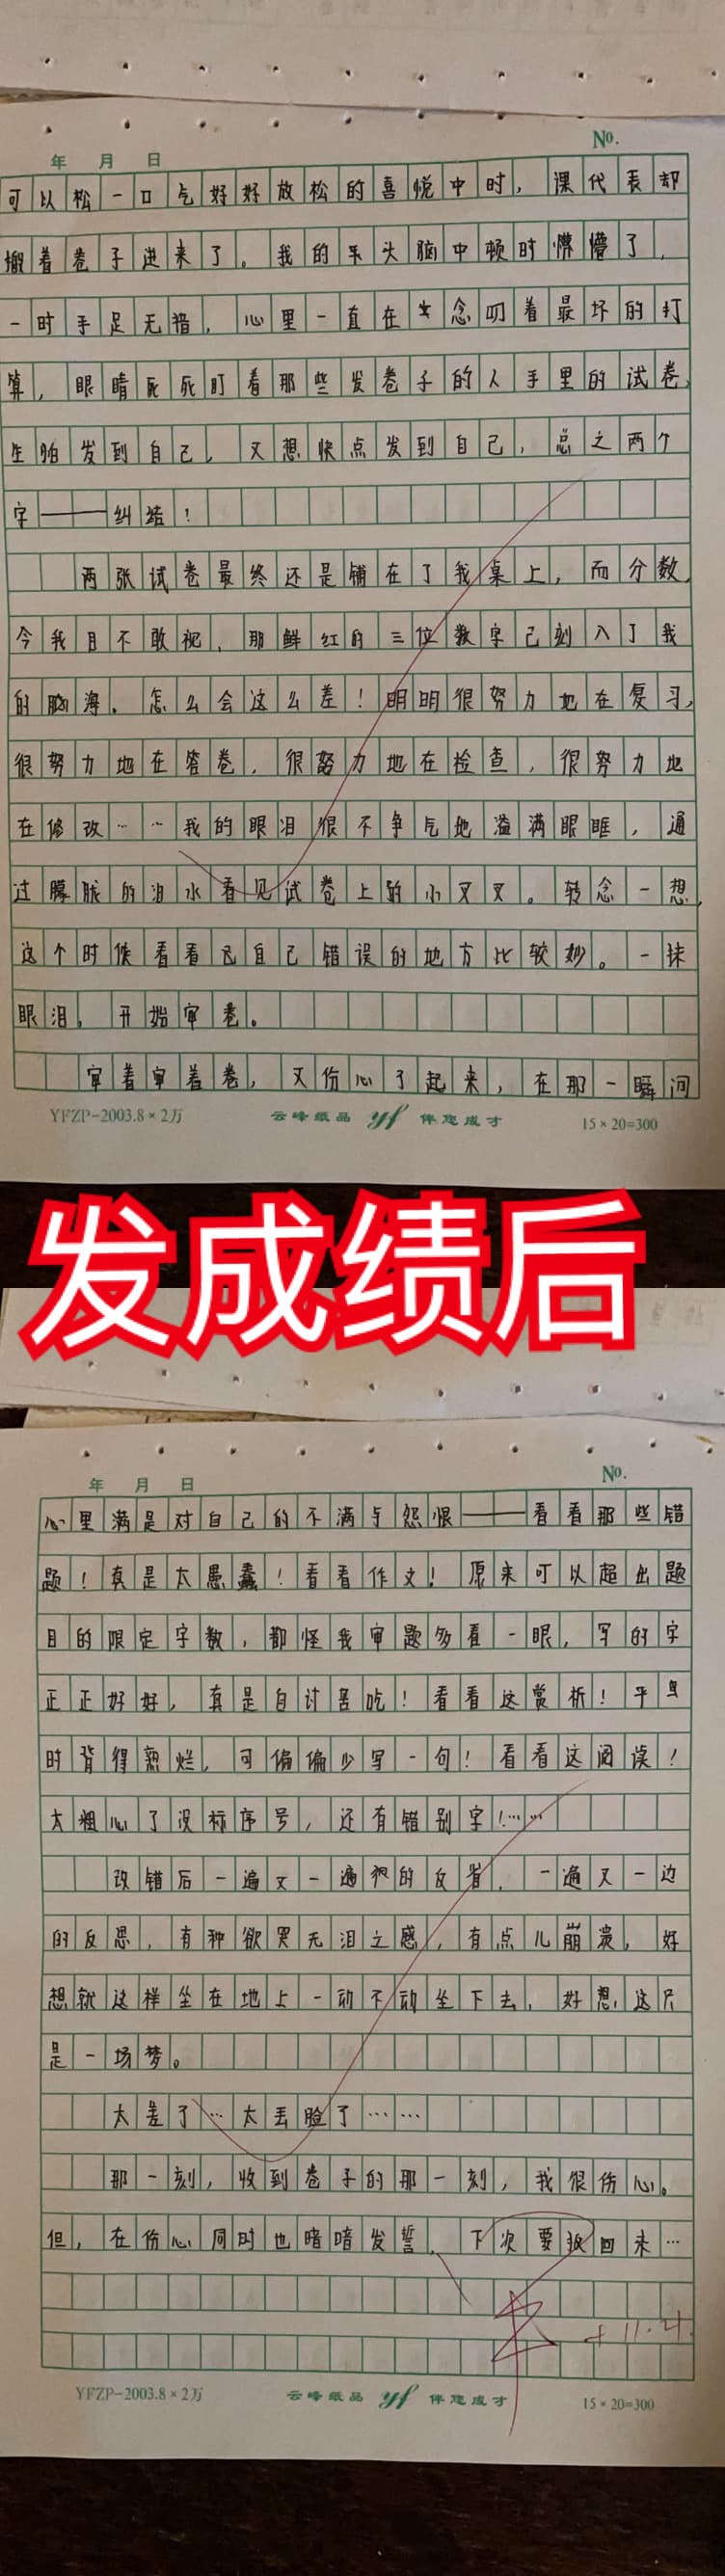 No.
年 月 日
可以松一口气好好放松的喜悦中时，课代表却
搬着卷子进来了。我的呆头脑中顿时懵懂了，
一时手足无措，心里一直在念叨着最坏的打
算，眼睛死死盯着那些发卷子的人手里的试卷，
生怕发到自己，又想快点发到自己，总之两个
字——纠结！
两张试卷最终还是铺在了我桌上，而分数，
令我目不敢视，那鲜红的三位数字已刻入了我
的脑海。怎么会这么差！明明很努力地在复习，
很努力地在答卷，很努力地在检查，很努力地
在修改……我的眼泪很不争气地溢满眼眶，通
过朦胧的泪水看见试卷上的小叉叉。转念一想，
这个时候看看自己错误的地方比较妙。一抹
眼泪，开始审卷。
审着审着卷，又伤心了起来，在那一瞬间
YFZP-2003.8×2万 云峰纸品 yf 伴您成才 15×20=300
发成绩后
No.
年 月 日
心里满是对自己的不满与怨恨——看看那些错
题！真是太愚蠢！看看作文！原来可以超出题
目的限定字数，都怪我审题多看一眼，写的字
正正好好，真是自讨苦吃！看看这赏析！平
时背得熟烂，可偏偏少写一句！看看这阅读！
太粗心了没标序号，还有错别字！……
改错后一遍又一遍的反省，一遍又一边
的反思，有种欲哭无泪之感，有点儿崩溃，好
想就这样坐在地上一动不动坐下去，好想这只
是一场梦。
太差了…太丢脸了……
那一刻，收到卷子的那一刻，我很伤心。
但，在伤心同时也暗暗发誓，下次要扳回来…
11.21
YFZP-2003.8×2万 云峰纸品 yf 伴您成才 15×20=300